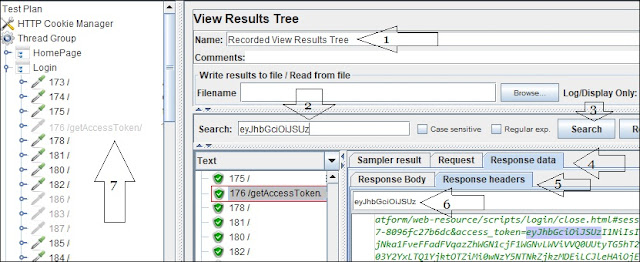 Test Plan
HTTP Cookie Manager
Thread Group
HomePage
Login
173 /
174 /
175 /
176 /getAccessToken/
178 /
181 /
180 /
182 /
183 /
186 /
187 /
192 /
185 /
184 /
7
View Results Tree
Name: Recorded View Results Tree
1
Comments:
Write results to file / Read from file
Filename Browse... Log/Display Only:
2
3
Search: eyJhbGciOiJSUz Case sensitive Regular exp. Search
Text
175 /
176 /getAccessToken.
178 /
181 /
180 /
182 /
Sampler result Request Response data
4
Response Body Response headers
5
eyJhbGciOiJSUz
6
atform/web-resource/scripts/login/close.html#sess
7-8096fc27b6dc&access_token=eyJhbGciOiJSUzI1NiIsI